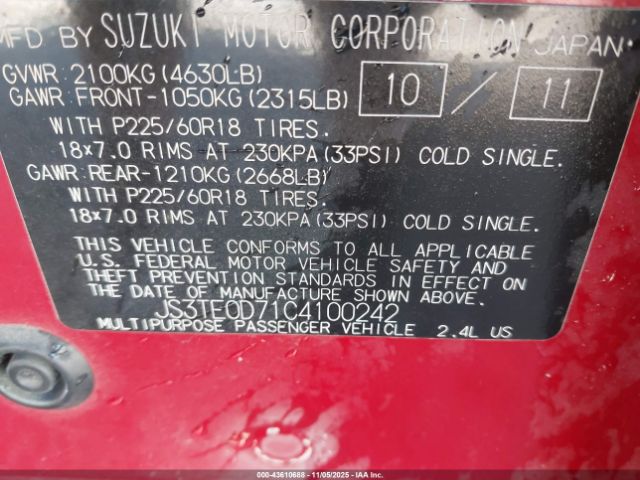 MFD BY SUZUKI MOTOR CORPORATION JAPAN
GVWR: 2100KG (4630LB)
GAWR: FRONT-1050KG (2315LB)
10 / 11
WITH P225/60R18 TIRES.
18×7.0 RIMS AT 230KPA (33PSI) COLD SINGLE.
GAWR: REAR-1210KG (2668LB)
WITH P225/60R18 TIRES.
18×7.0 RIMS AT 230KPA (33PSI) COLD SINGLE.
THIS VEHICLE CONFORMS TO ALL APPLICABLE
U.S. FEDERAL MOTOR VEHICLE SAFETY AND
THEFT PREVENTION STANDARDS IN EFFECT ON
THE DATE OF MANUFACTURE SHOWN ABOVE.
JS3TE0D71C4100242
MULTIPURPOSE PASSENGER VEHICLE 2.4L US
000-43610688 - 11/05/2025 - IAA Inc.